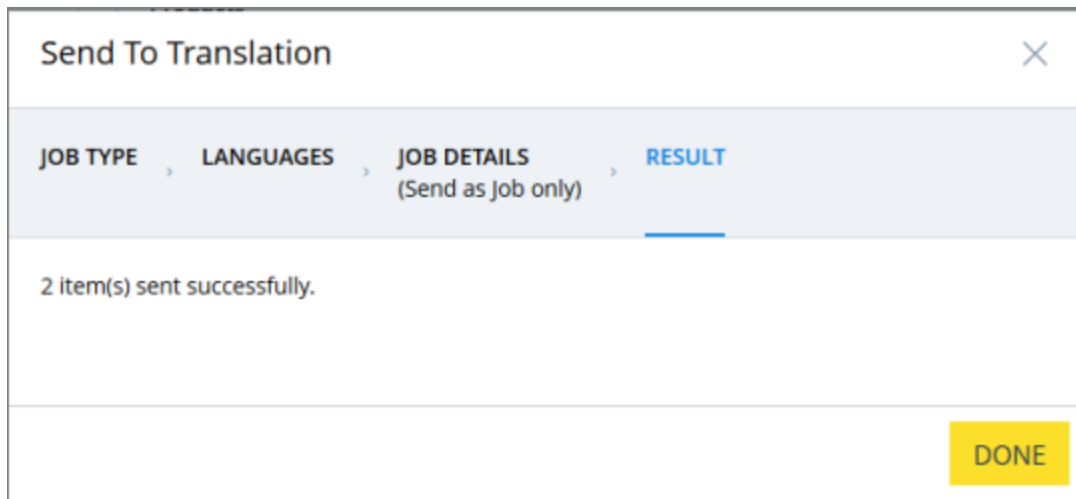 Send To Translation
JOB TYPE › LANGUAGES › JOB DETAILS › RESULT
(Send as Job only)
2 item(s) sent successfully.
DONE